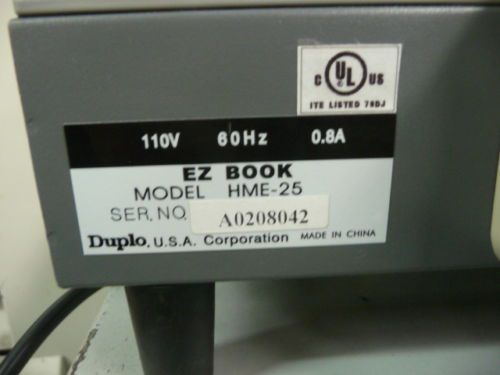 C UL US
ITE LISTED 78DJ
110V 60Hz 0.8A
EZ BOOK
MODEL HME-25
SER. NO. A0208042
Duplo, U.S.A. Corporation MADE IN CHINA